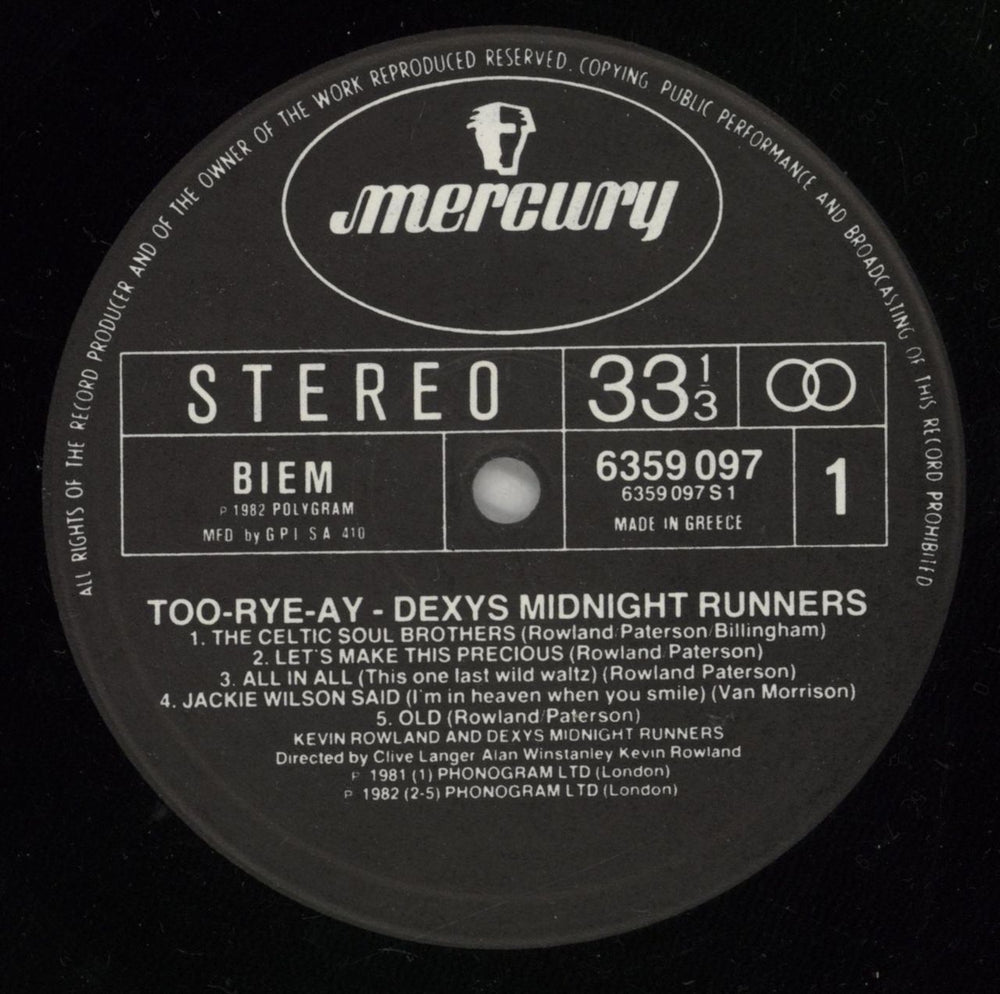 ALL RIGHTS OF THE RECORD PRODUCER AND OF THE OWNER OF THE WORK REPRODUCED RESERVED. COPYING PUBLIC PERFORMANCE AND BROADCASTING OF THIS RECORD PROHIBITED
mercury
STEREO
33 1/3
BIEM
℗ 1982 POLYGRAM
MFD by G P I S A 410
6359 097
6359 097 S 1
MADE IN GREECE
1
TOO-RYE-AY - DEXYS MIDNIGHT RUNNERS
1. THE CELTIC SOUL BROTHERS (Rowland/Paterson/Billingham)
2. LET'S MAKE THIS PRECIOUS (Rowland/Paterson)
3. ALL IN ALL (This one last wild waltz) (Rowland/Paterson)
4. JACKIE WILSON SAID (I'm in heaven when you smile) (Van Morrison)
5. OLD (Rowland/Paterson)
KEVIN ROWLAND AND DEXYS MIDNIGHT RUNNERS
Directed by Clive Langer Alan Winstanley Kevin Rowland
℗ 1981 (1) PHONOGRAM LTD (London)
℗ 1982 (2-5) PHONOGRAM LTD (London)